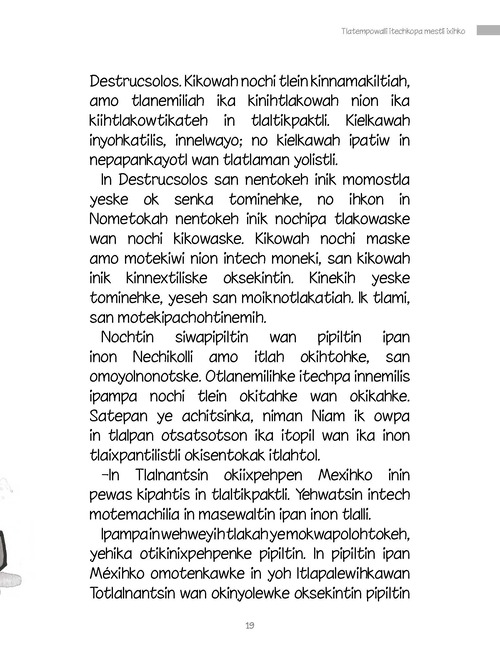 Tlatempowalli itechkopa mestli ixihko
Destrucsolos. Kikowah nochi tlein kinnamakiltiah,
amo tlanemiliah ika kinihtlakowah nion ika
kiihtlakowtikateh in tlaltikpaktli. Kielkawah
inyohkatilis, innelwayo; no kielkawah ipatiw in
nepapankayotl wan tlatlaman yolistli.
In Destrucsolos san nentokeh inik momostla
yeske ok senka tominehke, no ihkon in
Nometokah nentokeh inik nochipa tlakowaske
wan nochi kikowaske. Kikowah nochi maske
amo motekiwi nion intech moneki, san kikowah
inik kinnextiliske oksekintin. Kinekih yeske
tominehke, yeseh san moiknotlakatiah. Ik tlami,
san motekipachohtinemih.
Nochtin siwapipiltin wan pipiltin ipan
inon Nechikolli amo itlah okihtohke, san
omoyolnonotske. Otlanemilihke itechpa innemilis
ipampa nochi tlein okitahke wan okikahke.
Satepan ye achitsinka, niman Niam ik owpa
in tlalpan otsatsotson ika itopil wan ika inon
tlaixpantilistli okisentokak itlahtol.
–In Tlalnantsin okiixpehpen Mexihko inin
pewas kipahtis in tlaltikpaktli. Yehwatsin intech
motemachilia in masewaltin ipan inon tlalli.
Ipampa in wehweyih tlakah ye mokwapolohtokeh,
yehika otikinixpehpenke pipiltin. In pipiltin ipan
Méxihko omotenkawke in yoh Itlapalewihkawan
Totlalnantsin wan okinyolewke oksekintin pipiltin
19